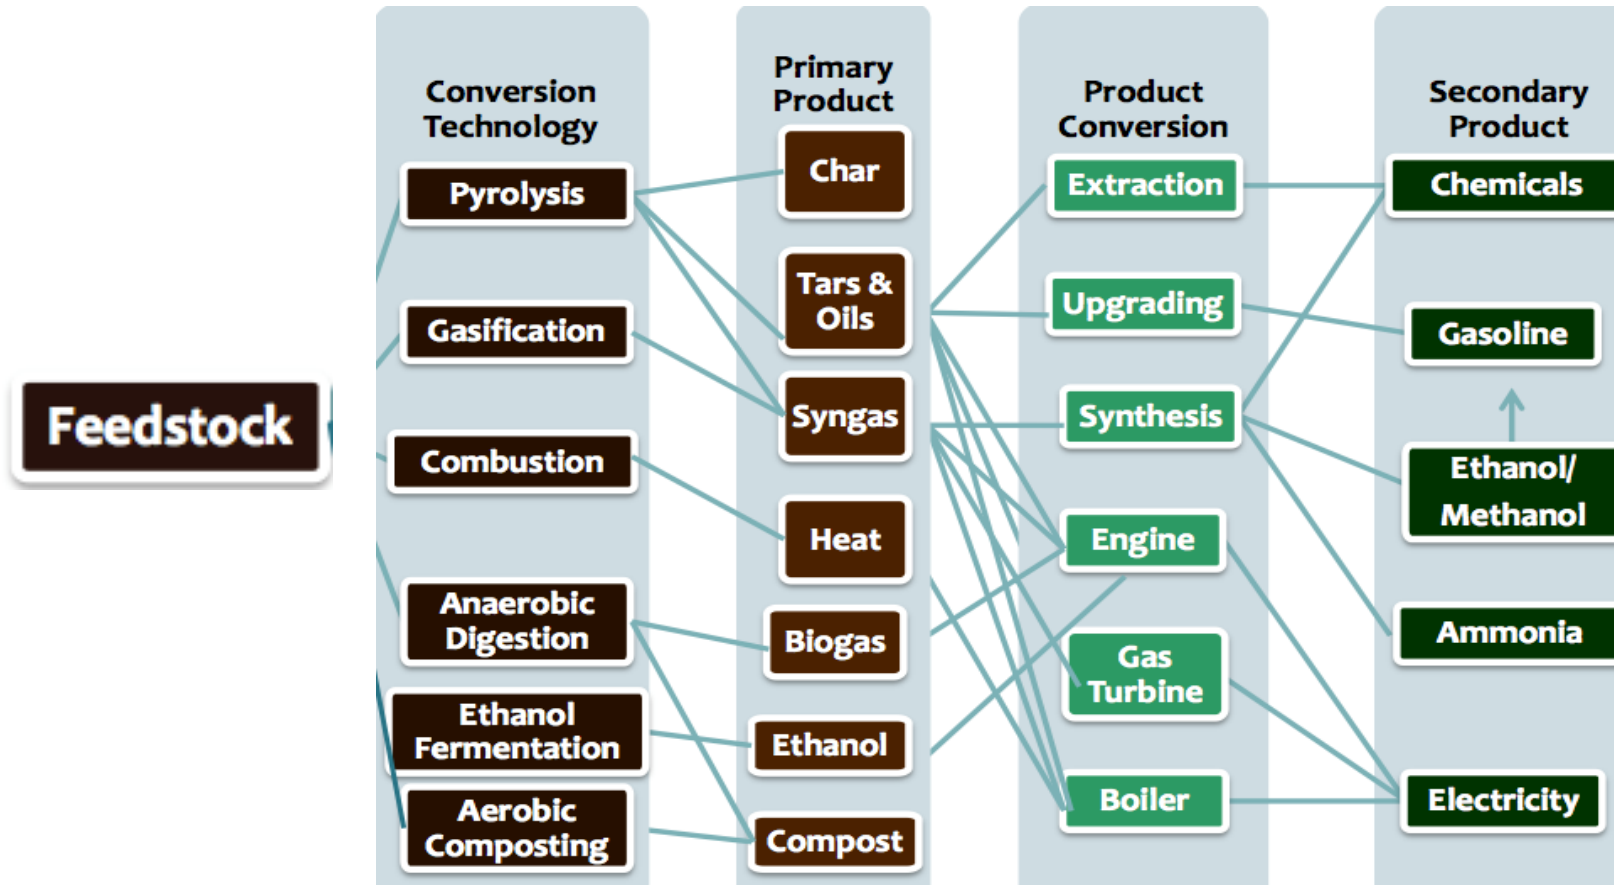 Feedstock
Conversion
Technology
Pyrolysis
Gasification
Combustion
Anaerobic
Digestion
Ethanol
Fermentation
Aerobic
Composting
Primary
Product
Char
Tars &
Oils
Syngas
Heat
Biogas
Ethanol
Compost
Product
Conversion
Extraction
Upgrading
Synthesis
Engine
Gas
Turbine
Boiler
Secondary
Product
Chemicals
Gasoline
Ethanol/
Methanol
Ammonia
Electricity